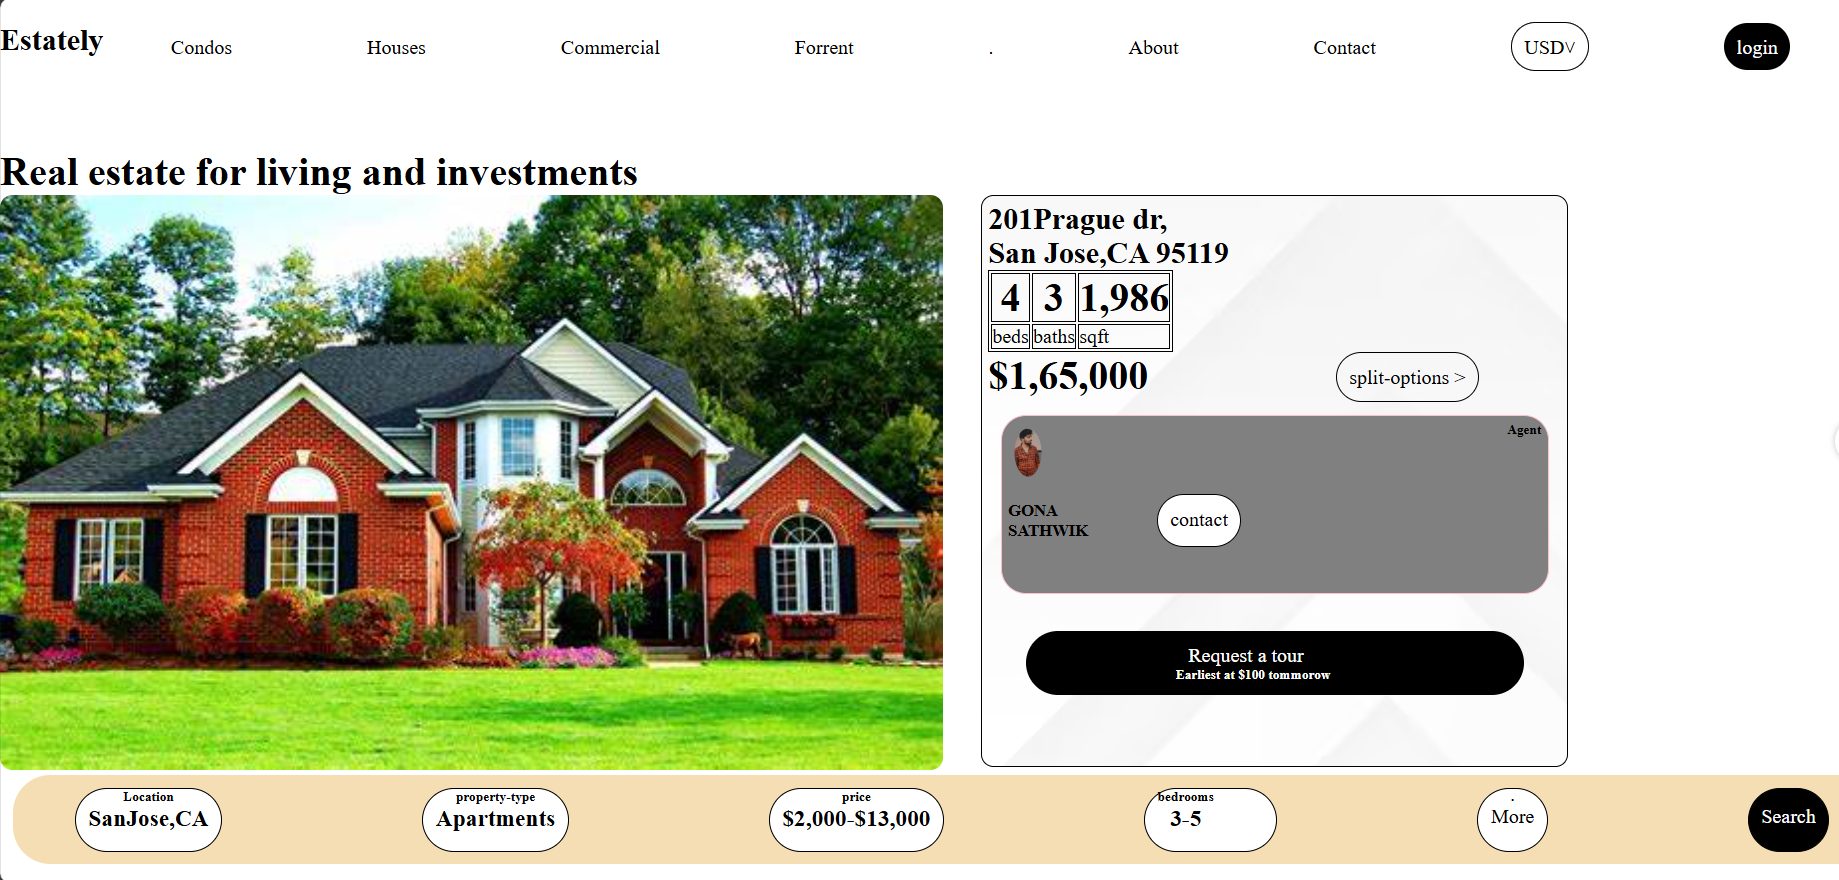 Estately
Condos
Houses
Commercial
Forrent
.
About
Contact
USD˅
login
Real estate for living and investments
201Prague dr,
San Jose,CA 95119
4 3 1,986
beds baths sqft
$1,65,000
split-options >
Agent
GONA
SATHWIK
contact
Request a tour
Earliest at $100 tommorow
Location
SanJose,CA
property-type
Apartments
price
$2,000-$13,000
bedrooms
3-5
.
More
Search